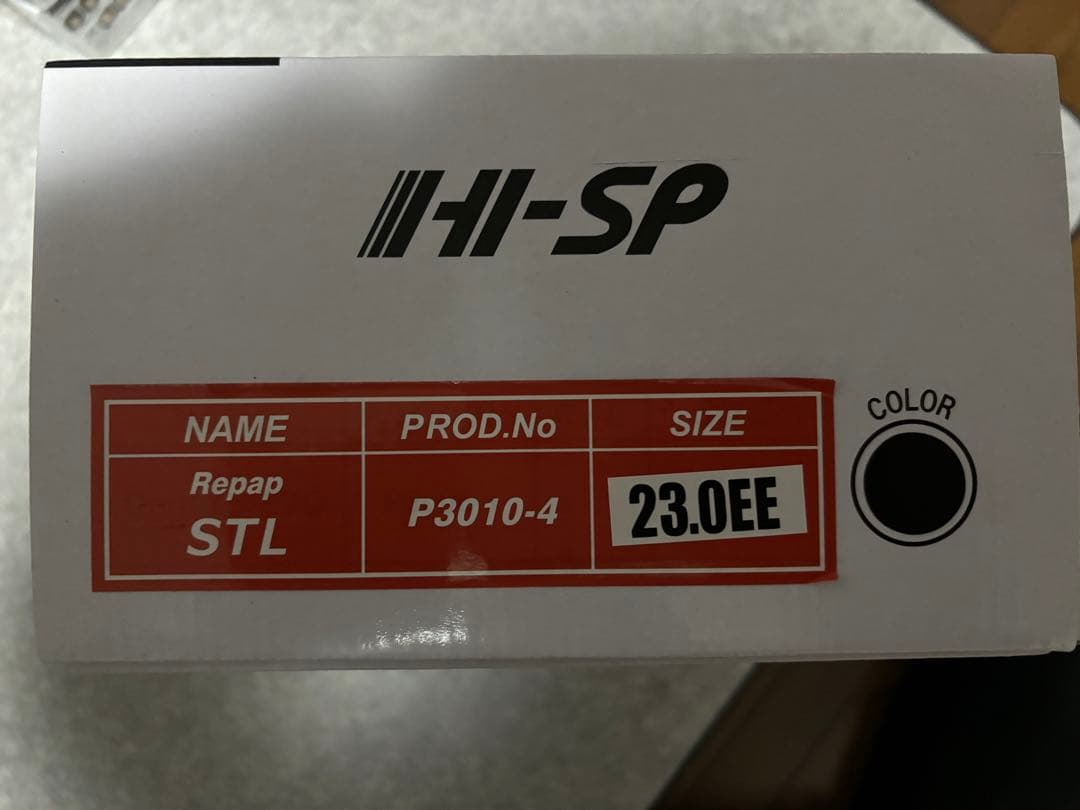 HI-SP
NAME PROD.No SIZE
Repap
STL
P3010-4
23.0EE
COLOR